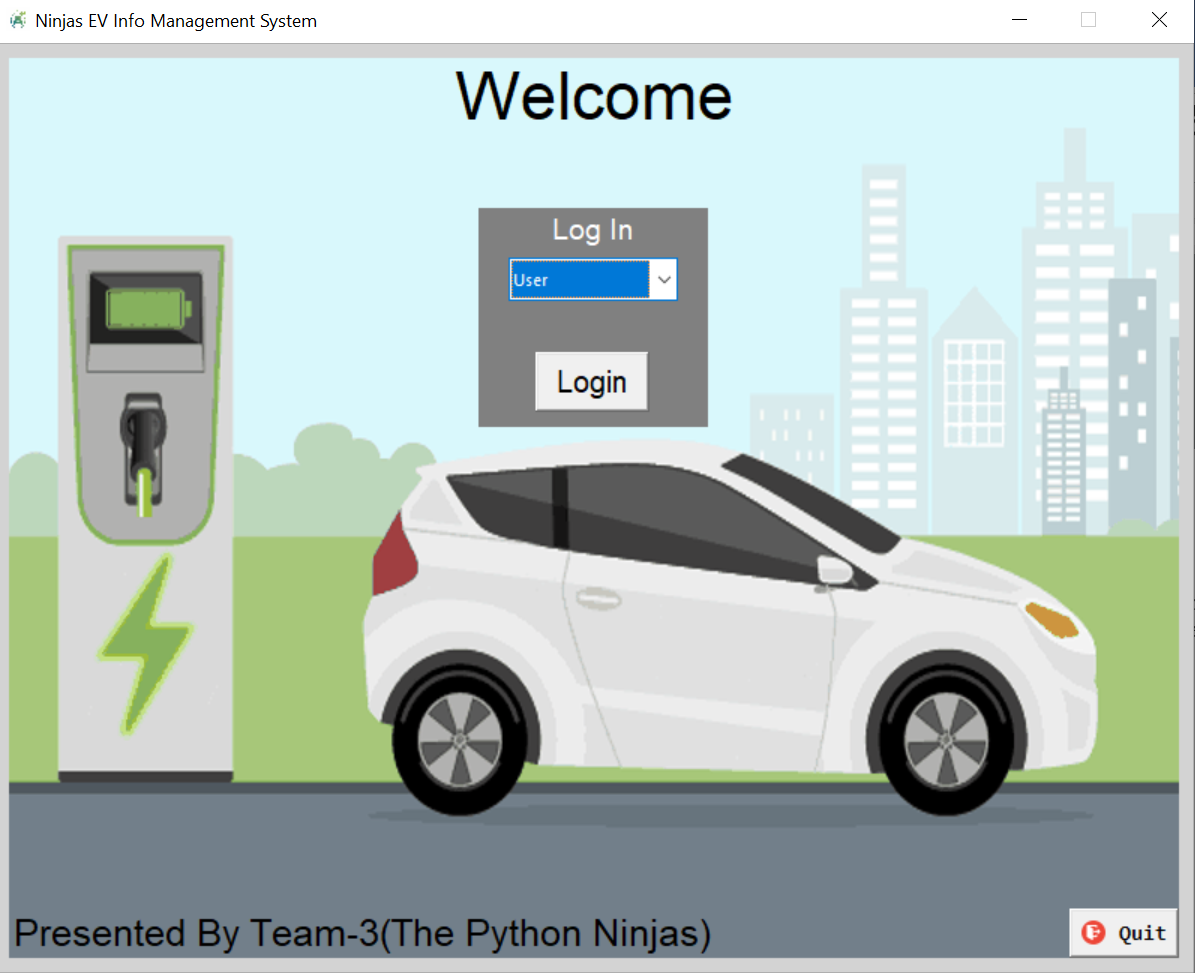 Ninjas EV Info Management System
Welcome
Log In
User
Login
Presented By Team-3(The Python Ninjas)
Quit